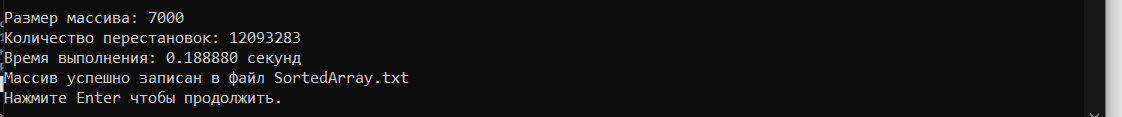 Размер массива: 7000
Количество перестановок: 12093283
Время выполнения: 0.188880 секунд
Массив успешно записан в файл SortedArray.txt
Нажмите Enter чтобы продолжить.